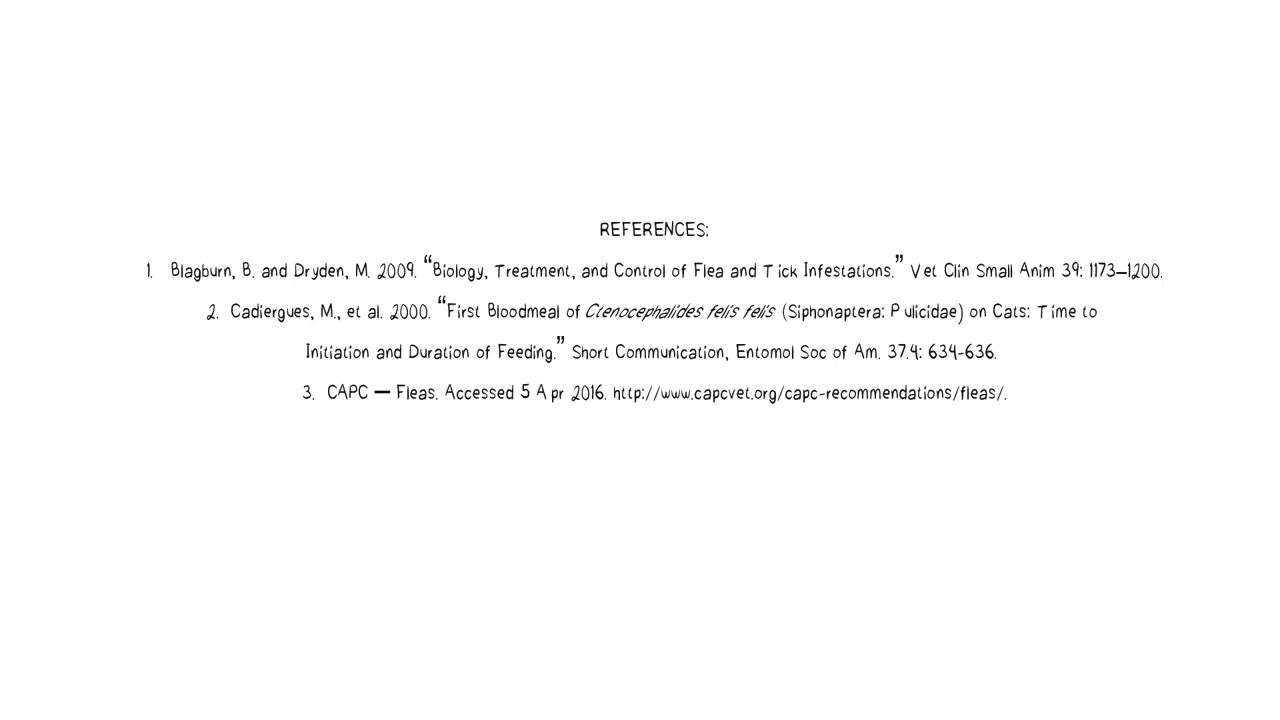 REFERENCES:
1. Blagburn, B. and Dryden, M. 2009. “Biology, Treatment, and Control of Flea and Tick Infestations.” Vet Clin Small Anim 39: 1173–1200.
2. Cadiergues, M., et al. 2000. “First Bloodmeal of Ctenocephalides felis felis (Siphonaptera: Pulicidae) on Cats: Time to
Initiation and Duration of Feeding.” Short Communication, Entomol Soc of Am. 37.4: 634-636.
3. CAPC — Fleas. Accessed 5 Apr 2016. http://www.capcvet.org/capc-recommendations/fleas/.